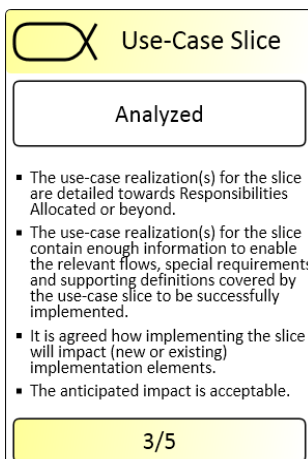 Use-Case Slice
Analyzed
▪ The use-case realization(s) for the slice
are detailed towards Responsibilities
Allocated or beyond.
▪ The use-case realization(s) for the slice
contain enough information to enable
the relevant flows, special requirements
and supporting definitions covered by
the use-case slice to be successfully
implemented.
▪ It is agreed how implementing the slice
will impact (new or existing)
implementation elements.
▪ The anticipated impact is acceptable.
3/5